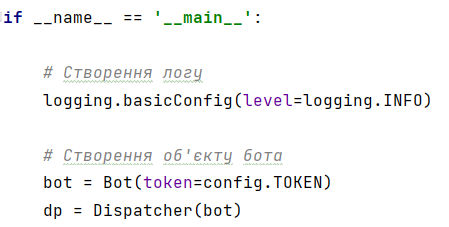 if __name__ == '__main__':
# Створення логу
logging.basicConfig(level=logging.INFO)
# Створення об'єкту бота
bot = Bot(token=config.TOKEN)
dp = Dispatcher(bot)